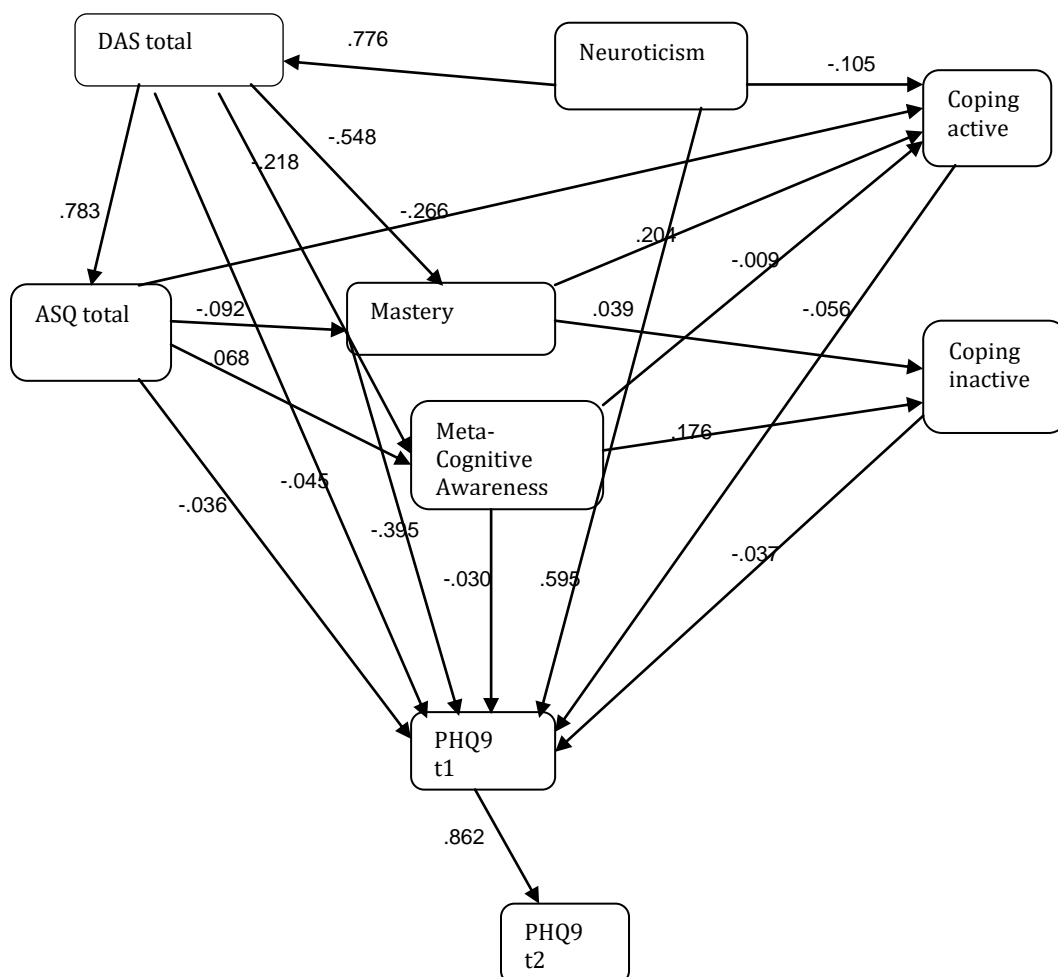 DAS total
.776
Neuroticism
-.105
Coping
active
-.548
-.218
.783
-.266
.204
-.009
ASQ total
-.092
Mastery
.039
-.056
Coping
inactive
.068
Meta-
Cognitive
Awareness
.176
-.036
-.045
-.395
-.030
.595
-.037
PHQ9
t1
.862
PHQ9
t2